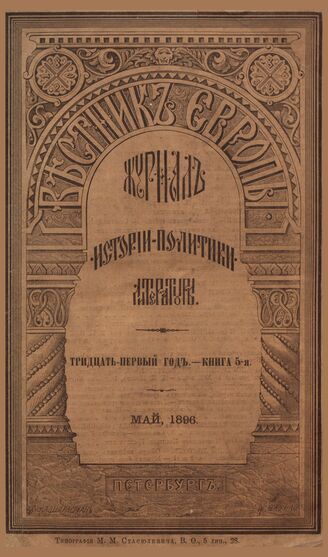 ВѢСТНИКЪ ЕВРОПЫ
ЖУРНАЛЪ
ИСТОРІИ-ПОЛИТИКИ
ЛИТЕРАТУРЫ.
ТРИДЦАТЬ-ПЕРВЫЙ ГОДЪ.—КНИГА 5-я.
МАЙ, 1896.
ПЕТЕРБУРГЪ.
Типографія М. М. Стасюлевича, В. О., 5 лин., 28.